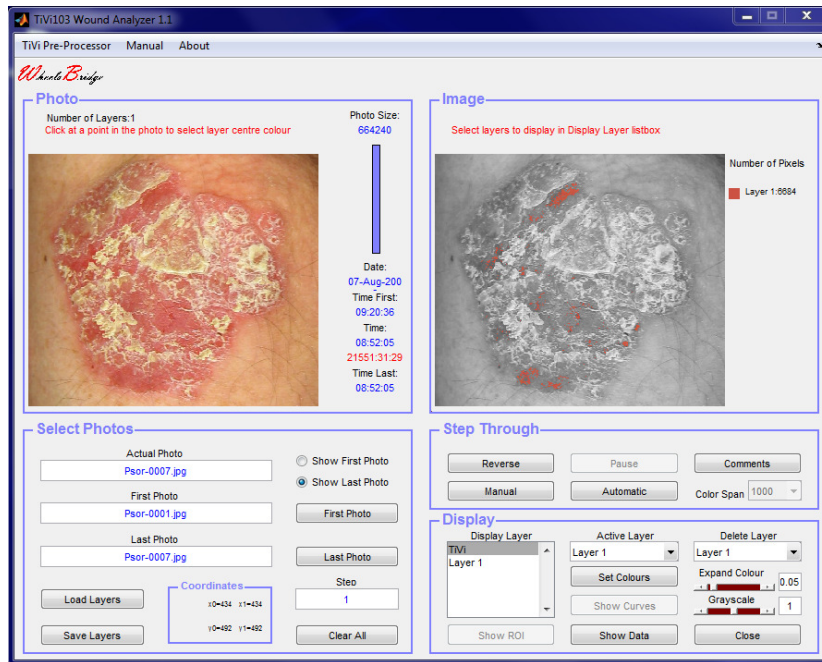 TiVi103 Wound Analyzer 1.1
TiVi Pre-Processor Manual About
Wheels Bridge
Photo
Number of Layers:1
Click at a point in the photo to select layer centre colour
Photo Size:
664240
Date:
07-Aug-200
Time First:
09:20:36
Time:
08:52:05
21551:31:29
Time Last:
08:52:05
Image
Select layers to display in Display Layer listbox
Number of Pixels
Layer 1:6684
Select Photos
Actual Photo
Psor-0007.jpg
Show First Photo
Show Last Photo
First Photo
Psor-0001.jpg
First Photo
Last Photo
Psor-0007.jpg
Last Photo
Load Layers
Save Layers
Coordinates
x0=434 x1=434
y0=492 y1=492
Step
1
Clear All
Step Through
Reverse
Pause
Comments
Manual
Automatic
Color Span 1000
Display
Display Layer
TiVi
Layer 1
Active Layer
Layer 1
Delete Layer
Layer 1
Set Colours
Expand Colour
0.05
Show Curves
Grayscale
1
Show ROI
Show Data
Close